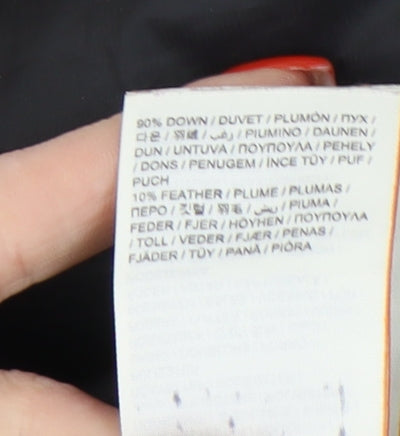 90% DOWN / DUVET / PLUMÓN / ПУХ /
다운 / 羽绒 / زغب / PIUMINO / DAUNEN /
DUN / UNTUVA / ΠΟΥΠΟΥΛΑ / PEHELY
/ DONS / PENUGEM / İNCE TÜY / PUF /
PUCH
10% FEATHER / PLUME / PLUMAS /
ПЕРО / 깃털 / 羽毛 / ريش / PIUMA /
FEDER / FJER / HÖYHEN / ΠΟΥΠΟΥΛΑ
/ TOLL / VEDER / FJÆR / PENAS /
FJÄDER / TÜY / PANĂ / PIÓRA